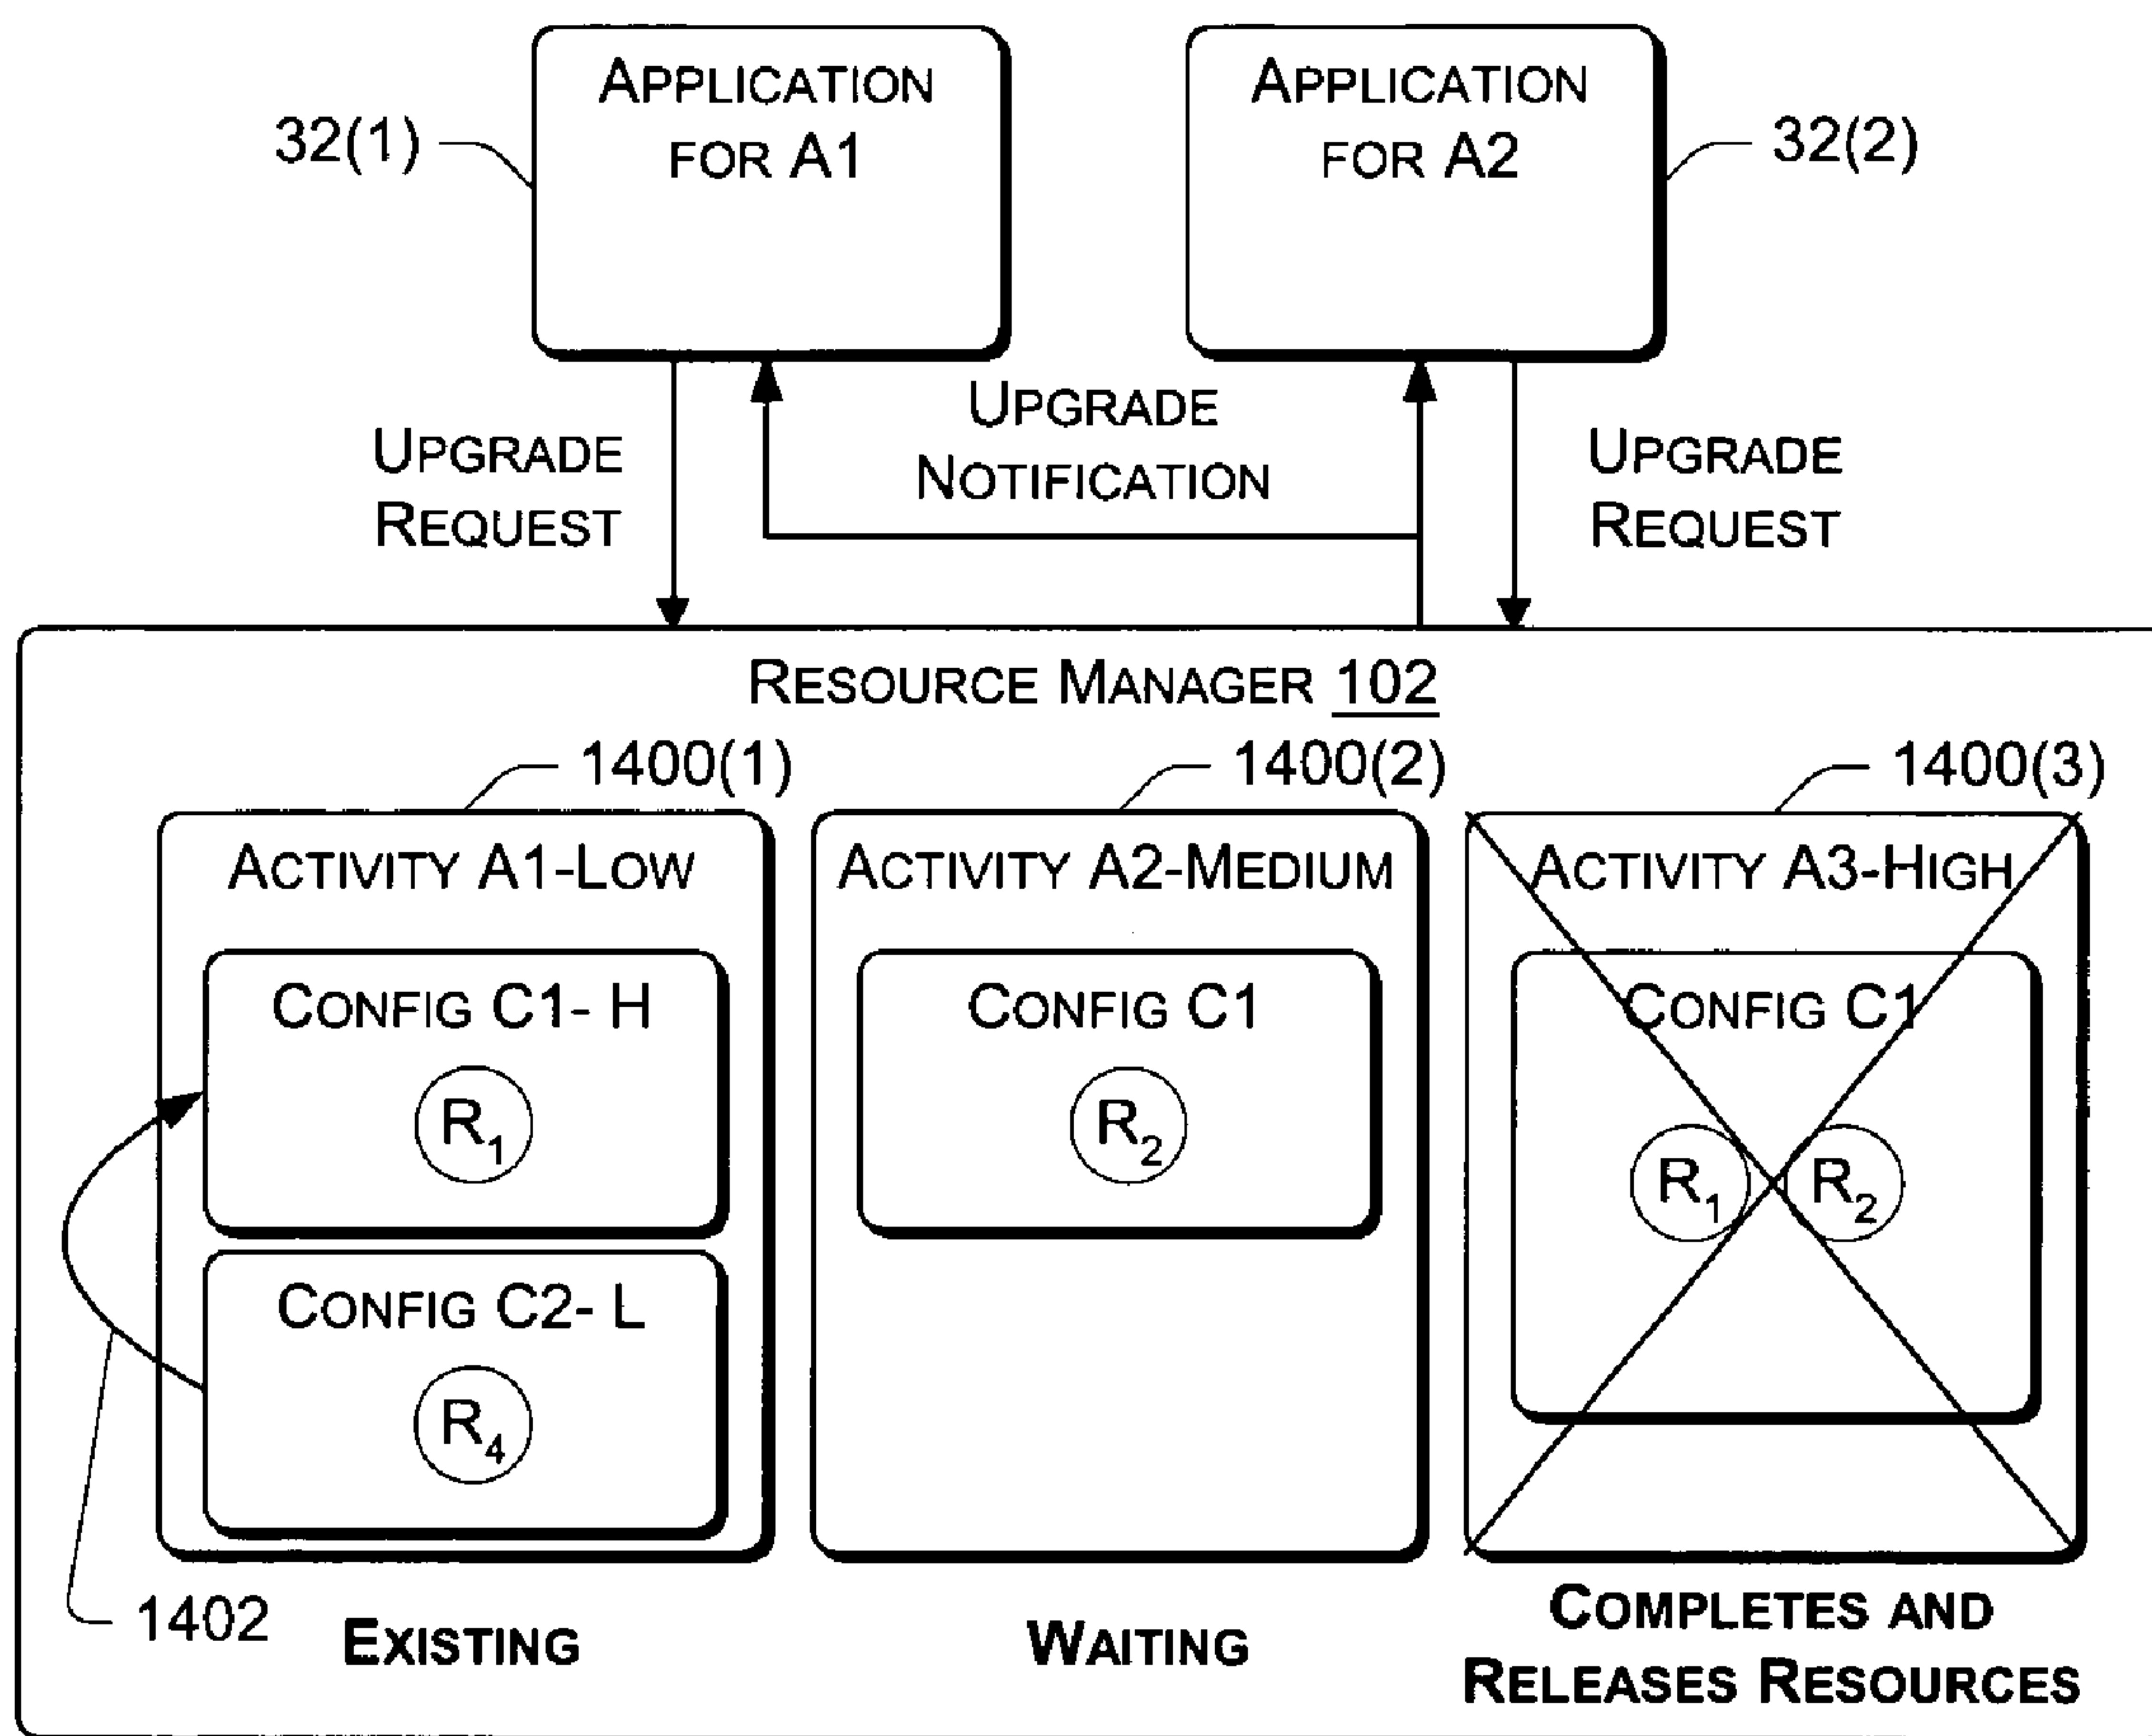 APPLICATION
FOR A1
APPLICATION
FOR A2
32(1)
32(2)
UPGRADE
REQUEST
UPGRADE
NOTIFICATION
UPGRADE
REQUEST
RESOURCE MANAGER 102
1400(1)
1400(2)
1400(3)
ACTIVITY A1-LOW
CONFIG C1- H
R1
CONFIG C2- L
R4
ACTIVITY A2-MEDIUM
CONFIG C1
R2
ACTIVITY A3-HIGH
CONFIG C1
R1 R2
1402
EXISTING
WAITING
COMPLETES AND
RELEASES RESOURCES